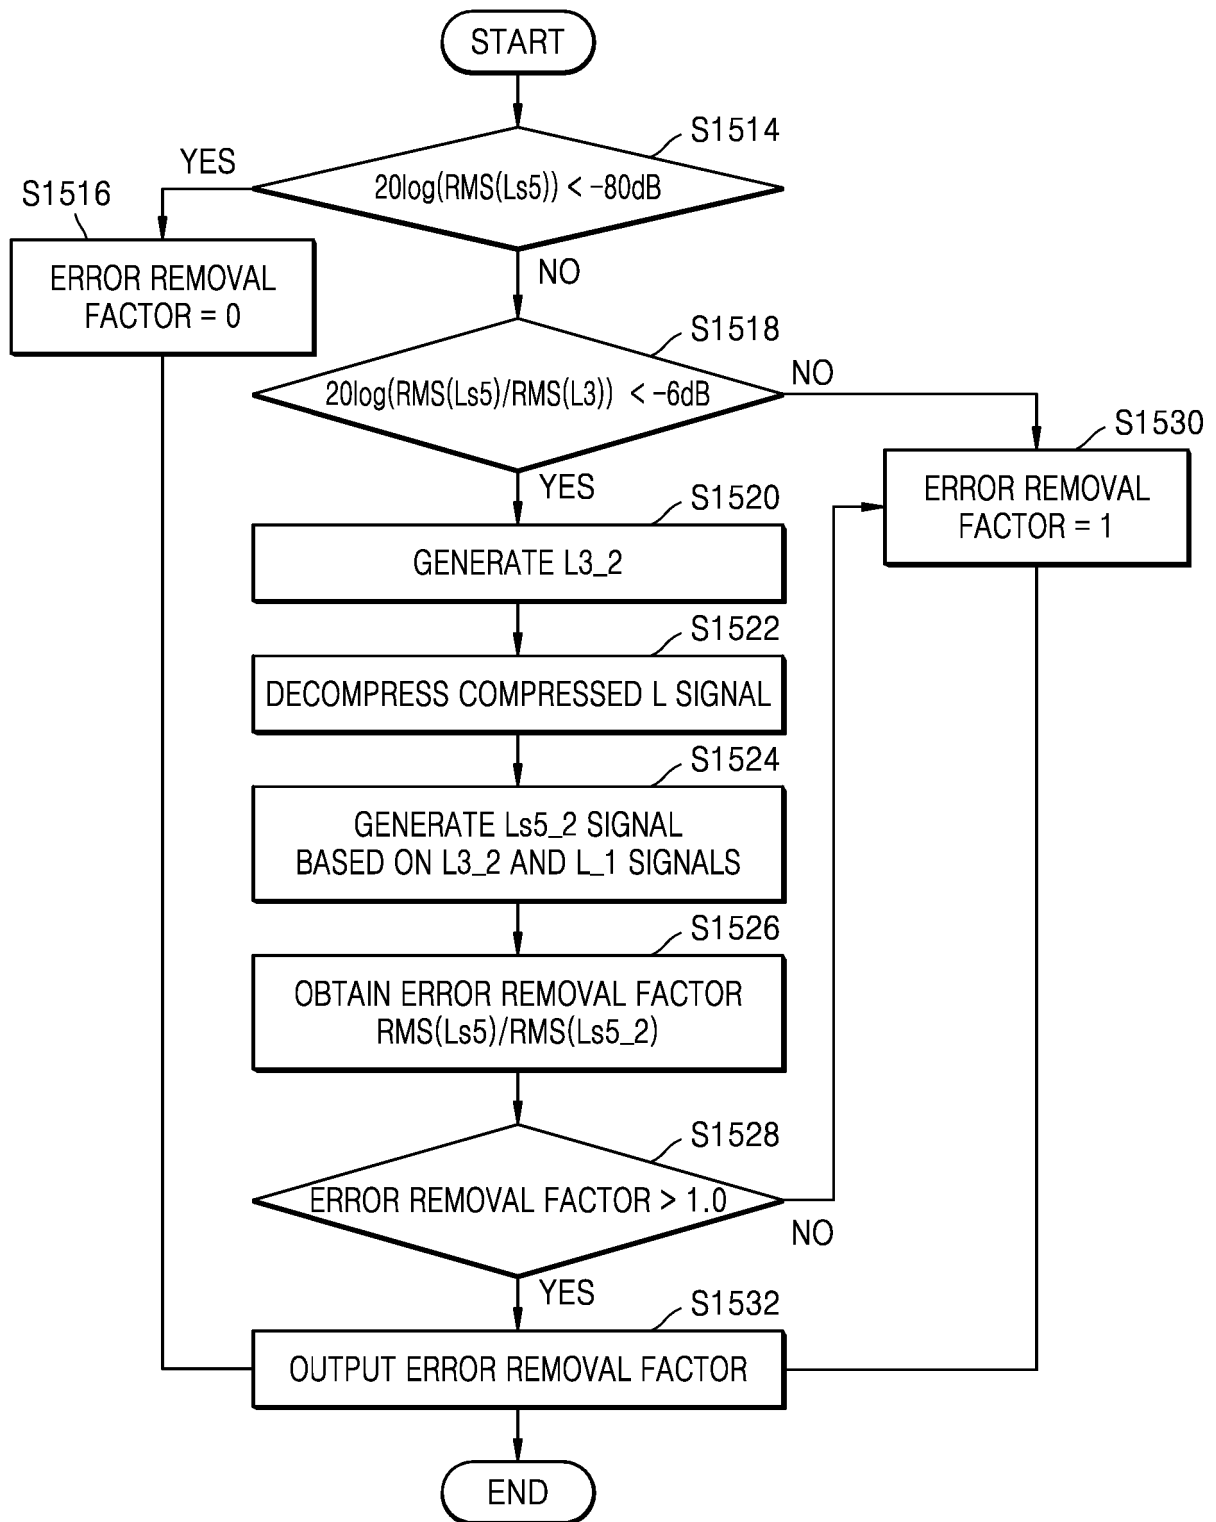 START
S1514
YES
20log(RMS(Ls5)) < -80dB
S1516
ERROR REMOVAL
FACTOR = 0
NO
S1518
20log(RMS(Ls5)/RMS(L3)) < -6dB
NO
S1530
ERROR REMOVAL
FACTOR = 1
YES
S1520
GENERATE L3_2
S1522
DECOMPRESS COMPRESSED L SIGNAL
S1524
GENERATE Ls5_2 SIGNAL
BASED ON L3_2 AND L_1 SIGNALS
S1526
OBTAIN ERROR REMOVAL FACTOR
RMS(Ls5)/RMS(Ls5_2)
S1528
ERROR REMOVAL FACTOR > 1.0
NO
YES
S1532
OUTPUT ERROR REMOVAL FACTOR
END